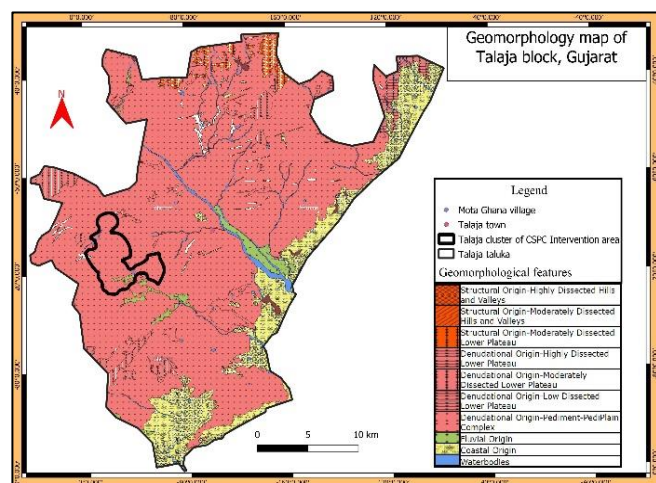 Geomorphology map of
Talaja block, Gujarat
N
Legend
Mota Ghana village
Talaja town
Talaja cluster of CSPC Intervention area
Talaja taluka
Geomorphological features
Structural Origin-Highly Dissected Hills
and Valleys
Structural Origin-Moderately Dissected
Hills and Valleys
Structural Origin-Moderately Dissected
Lower Plateau
Denudational Origin-Highly Dissected
Lower Plateau
Denudational Origin-Moderately
Dissected Lower Plateau
Denudational Origin-Low Dissected
Lower Plateau
Denudational Origin-Pediment-PediPlain
Complex
Fluvial Origin
Coastal Origin
Waterbodies
0 5 10 km